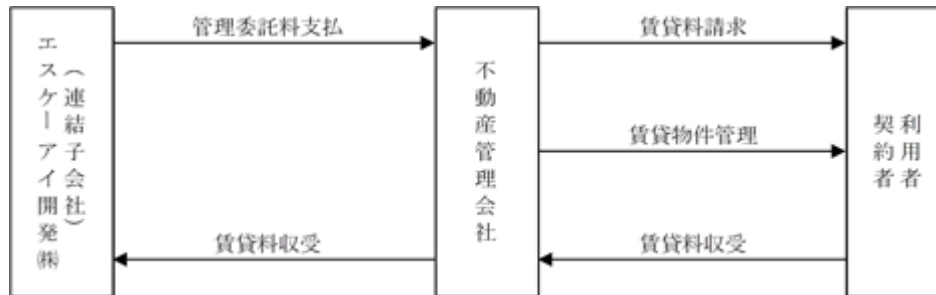 エスケーアイ開発㈱
（連結子会社）
管理委託料支払
賃貸料収受
不動産管理会社
賃貸料請求
賃貸物件管理
賃貸料収受
利用者
契約者